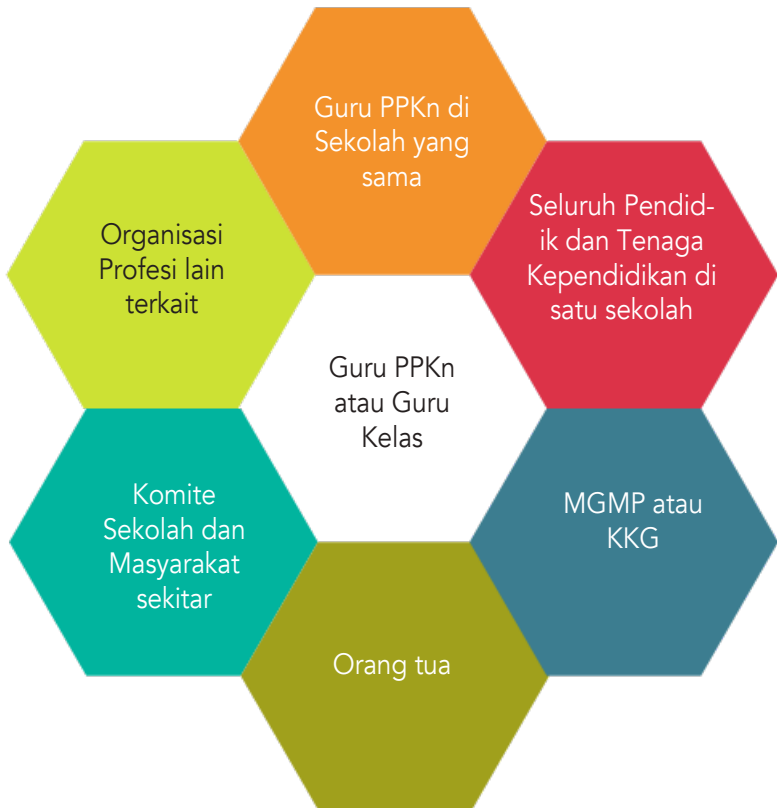 Guru PPKn di
Sekolah yang
sama
Seluruh Pendid-
ik dan Tenaga
Kependidikan di
satu sekolah
Organisasi
Profesi lain
terkait
Guru PPKn
atau Guru
Kelas
MGMP atau
KKG
Komite
Sekolah dan
Masyarakat
sekitar
Orang tua